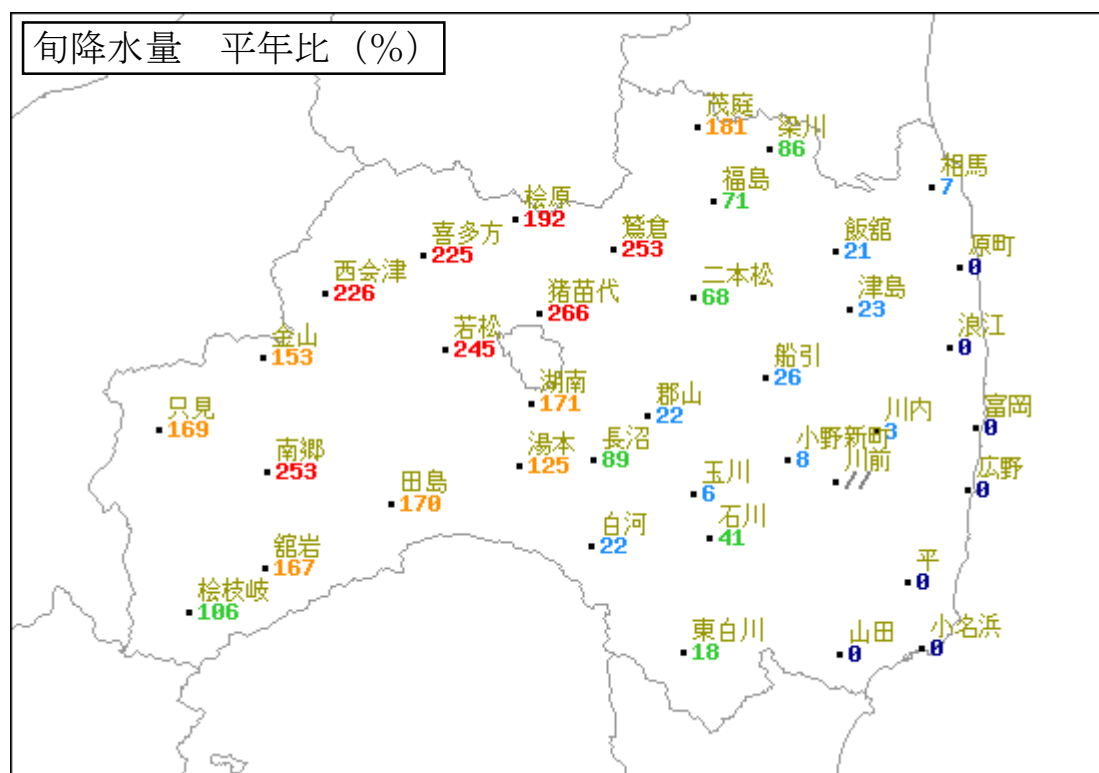 旬降水量　平年比（%）
茂庭
181
梁川
86
相馬
7
福島
71
桧原
192
鷲倉
253
喜多方
225
飯舘
21
原町
0
西会津
226
猪苗代
266
二本松
68
津島
23
金山
153
若松
245
浪江
0
船引
26
湖南
171
郡山
22
只見
169
川内
3
富岡
0
南郷
253
湯本
125
長沼
89
小野新町
8
川前
//
広野
0
田島
170
玉川
6
石川
41
白河
22
舘岩
167
平
0
桧枝岐
106
東白川
18
山田
0
小名浜
0